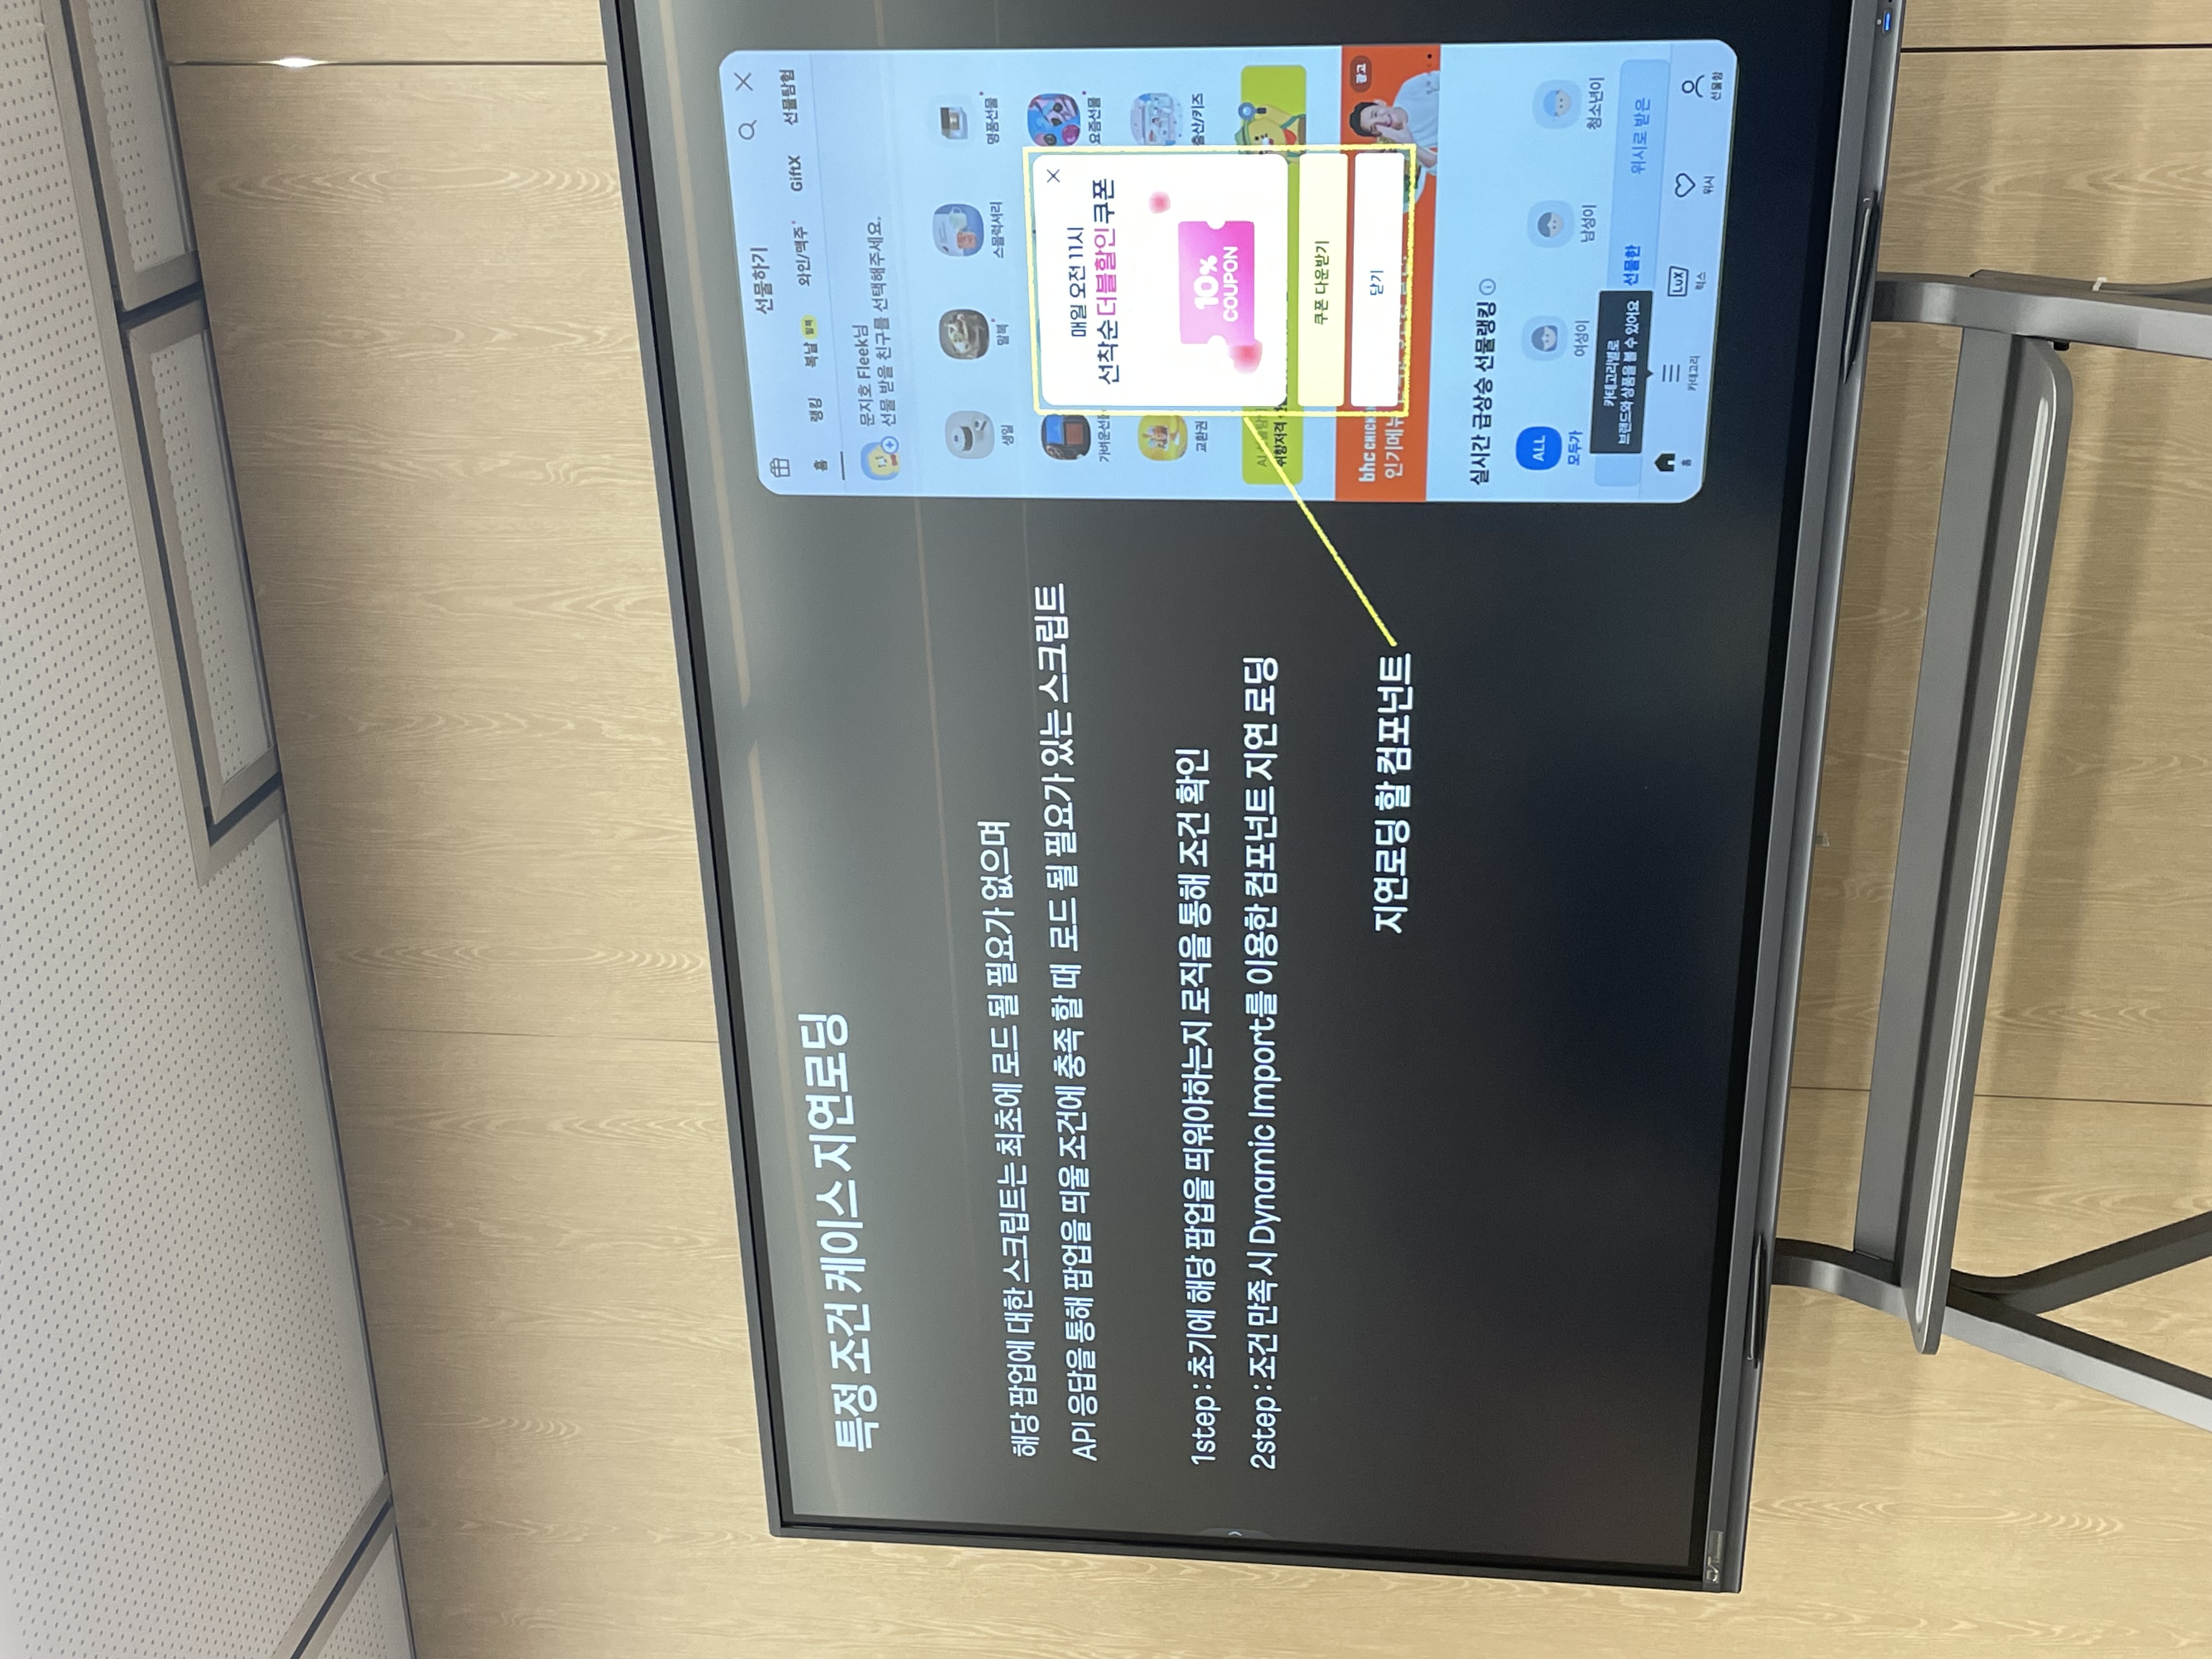 특정 조건 케이스 지연로딩
해당 팝업에 대한 스크립트는 최초에 로드 될 필요가 없으며
API 응답을 통해 팝업을 띄울 조건에 충족 할 때 로드 될 필요가 있는 스크립트
1step : 초기에 해당 팝업을 띄워야하는지 로직을 통해 조건 확인
2step : 조건 만족 시 Dynamic Import를 이용한 컴포넌트 지연 로딩
지연로딩 할 컴포넌트
선물하기
홈 랭킹 복날 말복 와인/맥주 GiftX 선물탐험
문지호 Fleek님
선물 받을 친구를 선택해주세요.
생일 말복 스몰럭셔리 명품선물
가벼운선물 요즘선물
교환권 출산/키즈
매일 오전 11시
선착순 더블할인 쿠폰
10%
COUPON
취향저격
쿠폰 다운받기
닫기
bhc
인기메뉴
광고
실시간 급상승 선물랭킹
ALL
모두가 여성이 남성이 청소년이
카테고리별로
브랜드와 상품을 볼 수 있어요
선물한 위시로 받은
LUX
홈 카테고리 럭스 위시 선물함